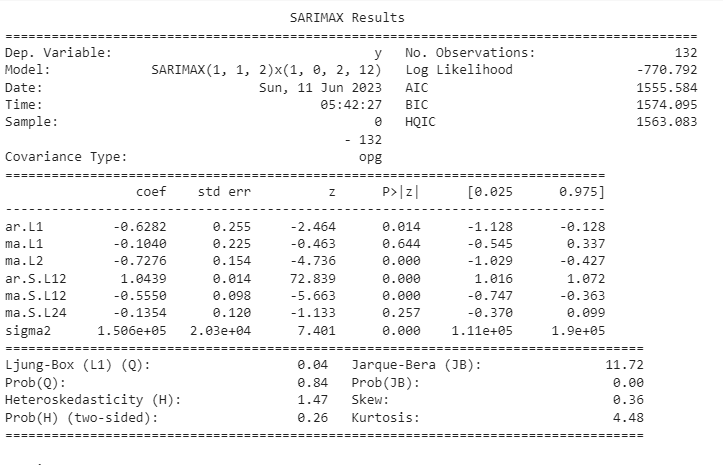 SARIMAX Results
==============================================================================================
Dep. Variable:                                  y   No. Observations:                  132
Model:             SARIMAX(1, 1, 2)x(1, 0, 2, 12)   Log Likelihood                -770.792
Date:                            Sun, 11 Jun 2023   AIC                           1555.584
Time:                                    05:42:27   BIC                           1574.095
Sample:                                         0   HQIC                          1563.083
                                            - 132
Covariance Type:                              opg
==============================================================================
                 coef    std err          z      P>|z|      [0.025      0.975]
------------------------------------------------------------------------------
ar.L1         -0.6282      0.255     -2.464      0.014      -1.128      -0.128
ma.L1         -0.1040      0.225     -0.463      0.644      -0.545       0.337
ma.L2         -0.7276      0.154     -4.736      0.000      -1.029      -0.427
ar.S.L12       1.0439      0.014     72.839      0.000       1.016       1.072
ma.S.L12      -0.5550      0.098     -5.663      0.000      -0.747      -0.363
ma.S.L24      -0.1354      0.120     -1.133      0.257      -0.370       0.099
sigma2      1.506e+05   2.03e+04      7.401      0.000    1.11e+05     1.9e+05
===================================================================================
Ljung-Box (L1) (Q):                   0.04   Jarque-Bera (JB):                11.72
Prob(Q):                              0.84   Prob(JB):                         0.00
Heteroskedasticity (H):               1.47   Skew:                             0.36
Prob(H) (two-sided):                  0.26   Kurtosis:                         4.48
===================================================================================